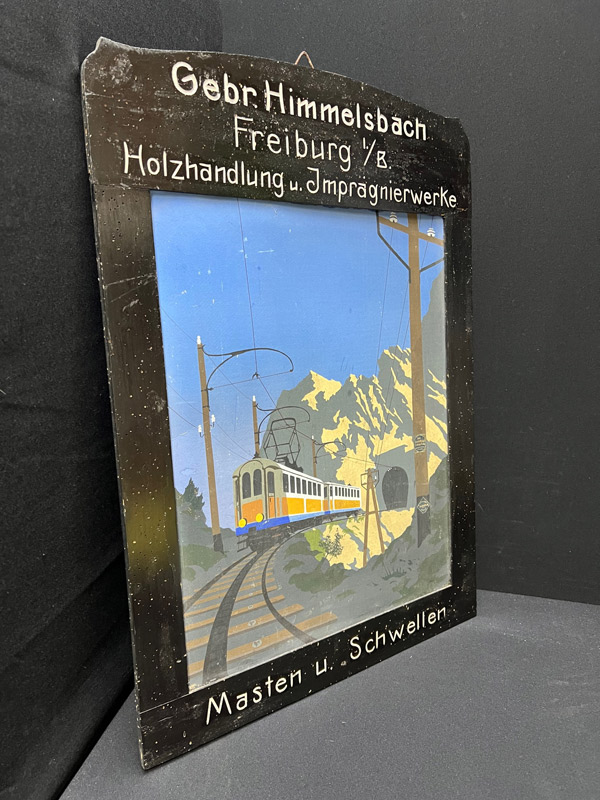 Gebr. Himmelsbach
Freiburg i/B.
Holzhandlung u. Imprägnierwerke
Masten u. Schwellen